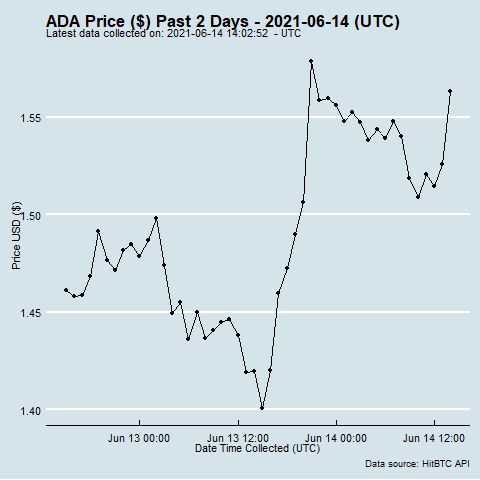 ADA Price ($) Past 2 Days - 2021-06-14 (UTC)
Latest data collected on: 2021-06-14 14:02:52 - UTC
1.55
1.50
1.45
1.40
Price USD ($)
Jun 13 00:00 Jun 13 12:00 Jun 14 00:00 Jun 14 12:00
Date Time Collected (UTC)
Data source: HitBTC API